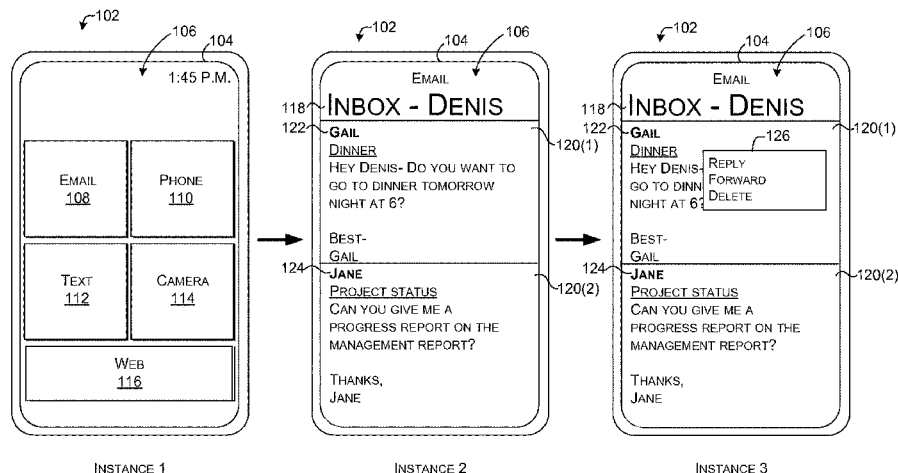 102
106
104
1:45 P.M.
EMAIL
108
PHONE
110
TEXT
112
CAMERA
114
WEB
116
INSTANCE 1
102
104
106
EMAIL
118
INBOX - DENIS
122
GAIL
120(1)
DINNER
HEY DENIS- DO YOU WANT TO
GO TO DINNER TOMORROW
NIGHT AT 6?
BEST-
GAIL
124
JANE
120(2)
PROJECT STATUS
CAN YOU GIVE ME A
PROGRESS REPORT ON THE
MANAGEMENT REPORT?
THANKS,
JANE
INSTANCE 2
102
104
106
EMAIL
118
INBOX - DENIS
122
GAIL
126
120(1)
DINNER
HEY DENIS-
GO TO DINN
NIGHT AT 6?
REPLY
FORWARD
DELETE
BEST-
GAIL
124
JANE
120(2)
PROJECT STATUS
CAN YOU GIVE ME A
PROGRESS REPORT ON THE
MANAGEMENT REPORT?
THANKS,
JANE
INSTANCE 3